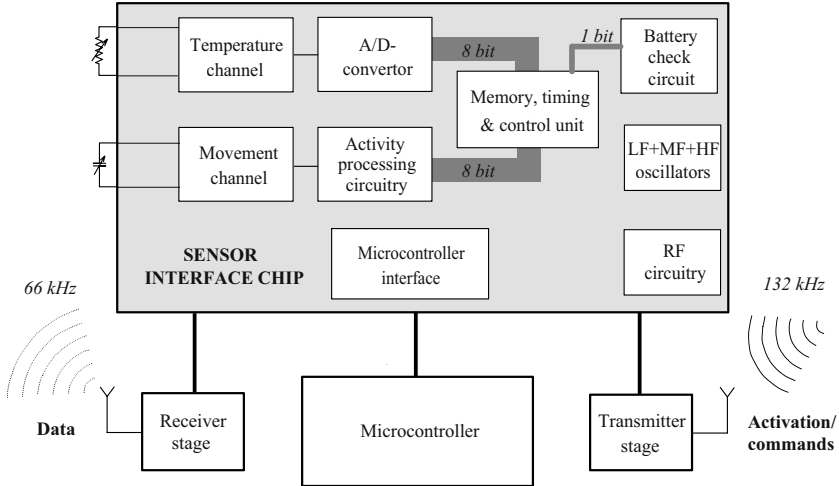 Temperature
channel
A/D-
convertor
8 bit
1 bit
Battery
check
circuit
Memory, timing
& control unit
Movement
channel
Activity
processing
circuitry
8 bit
LF+MF+HF
oscillators
SENSOR
INTERFACE CHIP
Microcontroller
interface
RF
circuitry
66 kHz
132 kHz
Data
Receiver
stage
Microcontroller
Transmitter
stage
Activation/
commands